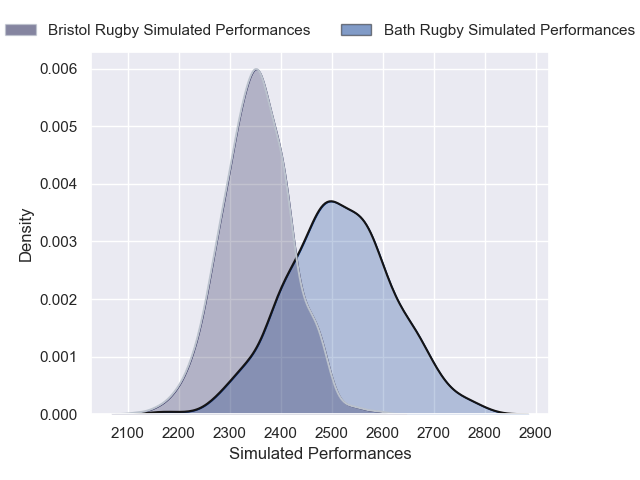 Bristol Rugby Simulated Performances
Bath Rugby Simulated Performances
0.006
0.005
0.004
0.003
0.002
0.001
0.000
Density
2100 2200 2300 2400 2500 2600 2700 2800 2900
Simulated Performances